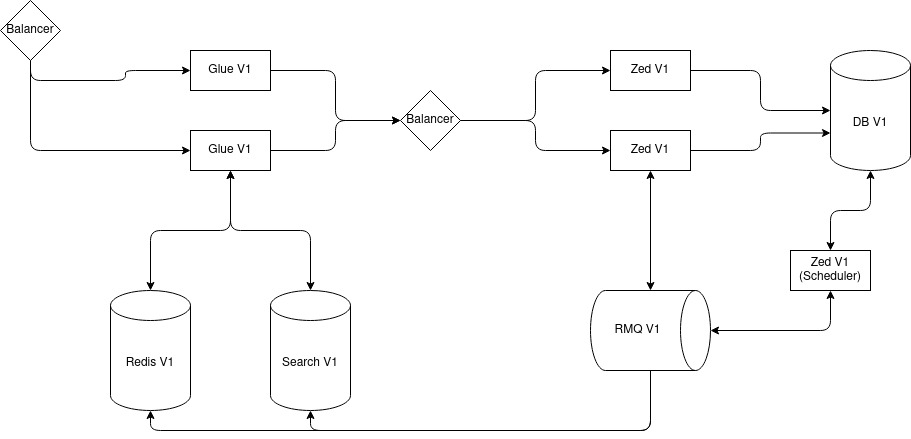 Balancer
Glue V1
Zed V1
Glue V1
Balancer
Zed V1
DB V1
Zed V1
(Scheduler)
Redis V1
Search V1
RMQ V1